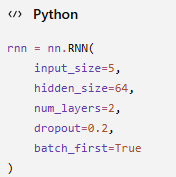 Python
rnn = nn.RNN(
    input_size=5,
    hidden_size=64,
    num_layers=2,
    dropout=0.2,
    batch_first=True
)